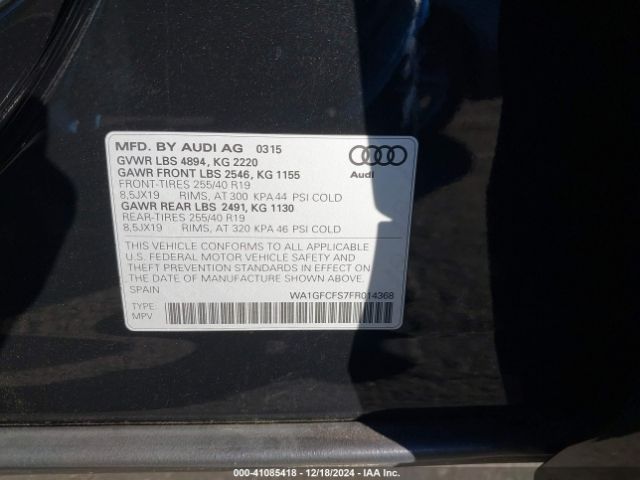 MFD. BY AUDI AG 0315
GVWR LBS 4894, KG 2220
GAWR FRONT LBS 2546, KG 1155
FRONT-TIRES 255/40 R19
8,5JX19 RIMS, AT 300 KPA 44 PSI COLD
GAWR REAR LBS 2491, KG 1130
REAR-TIRES 255/40 R19
8,5JX19 RIMS, AT 320 KPA 46 PSI COLD
Audi
THIS VEHICLE CONFORMS TO ALL APPLICABLE
U.S. FEDERAL MOTOR VEHICLE SAFETY AND
THEFT PREVENTION STANDARDS IN EFFECT ON
THE DATE OF MANUFACTURE SHOWN ABOVE.
SPAIN WA1GFCFS7FR014368
TYPE:
MPV
000-41085418 - 12/18/2024 - IAAI.COM